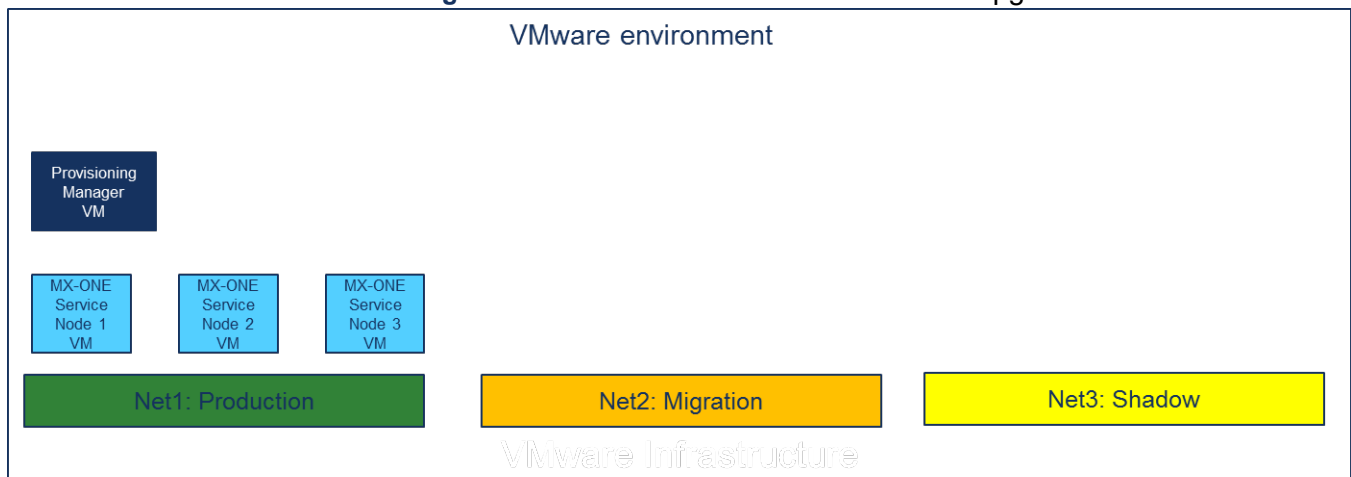 VMware environment
Provisioning
Manager
VM
MX-ONE
Service
Node 1
VM
MX-ONE
Service
Node 2
VM
MX-ONE
Service
Node 3
VM
Net1: Production
Net2: Migration
Net3: Shadow
VMware Infrastructure